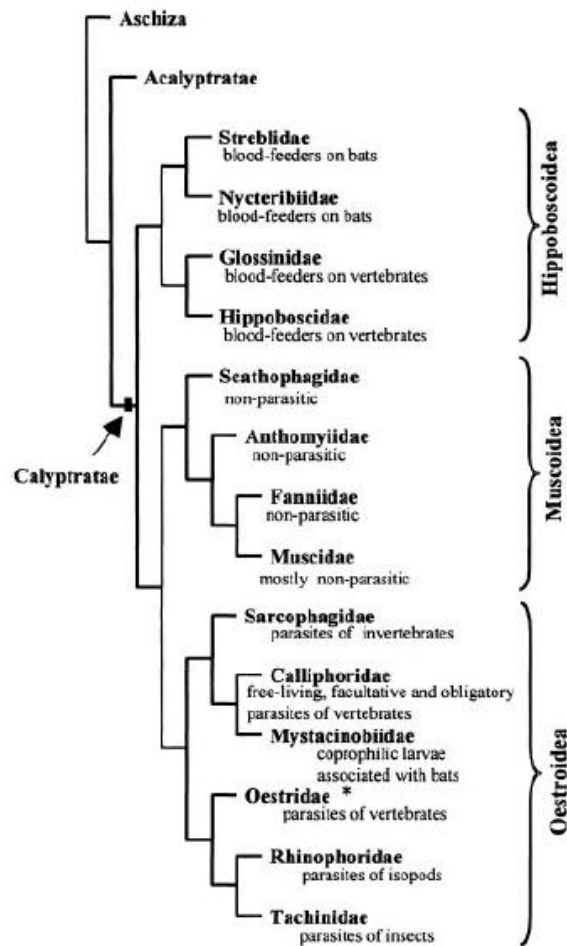 Aschiza
Acalyptratae
Streblidae
blood-feeders on bats
Nycteribiidae
blood-feeders on bats
Glossinidae
blood-feeders on vertebrates
Hippoboscidae
blood-feeders on vertebrates
Hippoboscoidea
Calyptratae
Scathophagidae
non-parasitic
Anthomyiidae
non-parasitic
Fanniidae
non-parasitic
Muscidae
mostly non-parasitic
Muscoidea
Sarcophagidae
parasites of invertebrates
Calliphoridae
free-living, facultative and obligatory
parasites of vertebrates
Mystacinobiidae
coprophilic larvae
associated with bats
Oestridae *
parasites of vertebrates
Rhinophoridae
parasites of isopods
Tachinidae
parasites of insects
Oestroidea